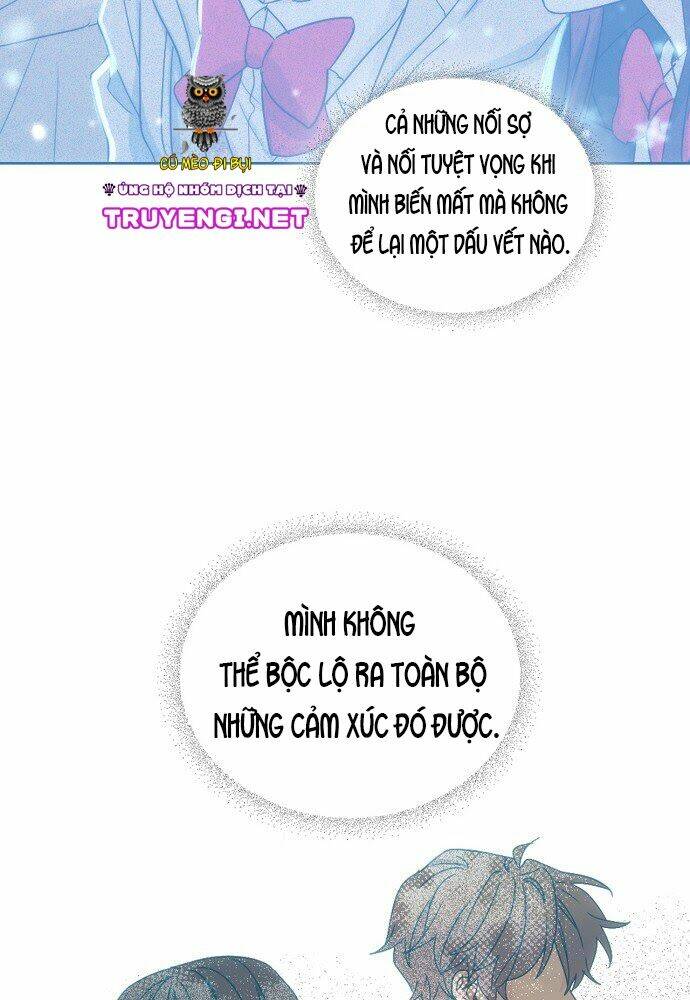 CẢ NHỮNG NỖI SỢ
VÀ NỖI TUYỆT VỌNG KHI
MÌNH BIẾN MẤT MÀ KHÔNG
ĐỂ LẠI MỘT DẤU VẾT NÀO.
CÚ MÈO ĐI BỤI
ỦNG HỘ NHÓM DỊCH TẠI
TRUYENGI.NET
MÌNH KHÔNG
THỂ BỘC LỘ RA TOÀN BỘ
NHỮNG CẢM XÚC ĐÓ ĐƯỢC.